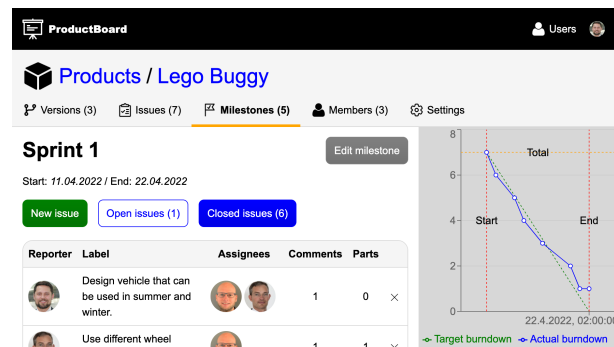 ProductBoard
Users
Products / Lego Buggy
Versions (3)
Issues (7)
Milestones (5)
Members (3)
Settings
Sprint 1
Edit milestone
Start: 11.04.2022 / End: 22.04.2022
New issue
Open issues (1)
Closed issues (6)
Reporter Label Assignees Comments Parts
Design vehicle that can
be used in summer and
winter.
1 0
Use different wheel
1 1
8
6
4
2
0
Total
Start
End
22.4.2022, 02:00:00
Target burndown
Actual burndown